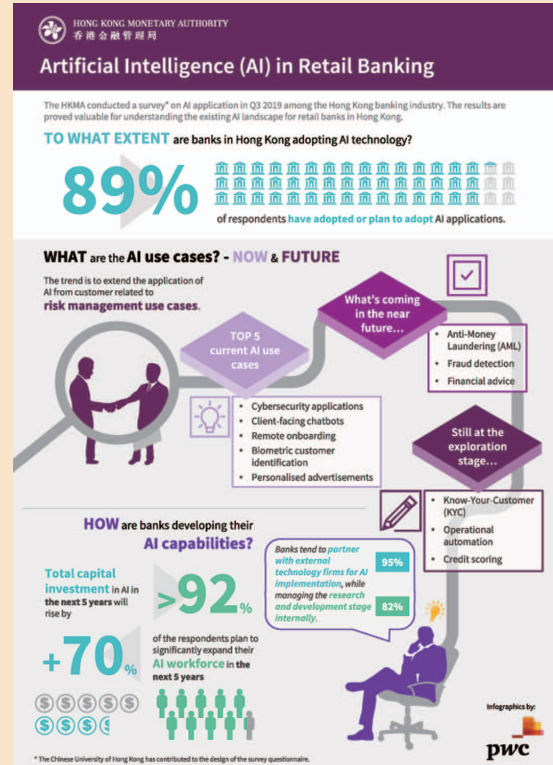 HONG KONG MONETARY AUTHORITY
香港金融管理局
Artificial Intelligence (AI) in Retail Banking
The HKMA conducted a survey* on AI application in Q3 2019 among the Hong Kong banking industry. The results are
proved valuable for understanding the existing AI landscape for retail banks in Hong Kong.
TO WHAT EXTENT are banks in Hong Kong adopting AI technology?
89%
of respondents have adopted or plan to adopt AI applications.
WHAT are the AI use cases? - NOW & FUTURE
The trend is to extend the application of
AI from customer related to
risk management use cases.
TOP 5
current AI use
cases
• Cybersecurity applications
• Client-facing chatbots
• Remote onboarding
• Biometric customer
identification
• Personalised advertisements
What's coming
in the near
future...
• Anti-Money
Laundering (AML)
• Fraud detection
• Financial advice
Still at the
exploration
stage...
• Know-Your-Customer
(KYC)
• Operational
automation
• Credit scoring
HOW are banks developing their
AI capabilities?
Total capital
investment in AI in
the next 5 years will
rise by
+70%
$ $ $ $ $
$ $ $ $
>92%
of the respondents plan to
significantly expand their
AI workforce in the
next 5 years
Banks tend to partner
with external
technology firms for AI
implementation, while
managing the research
and development stage
internally.
95%
82%
Infographics by:
pwc
* The Chinese University of Hong Kong has contributed to the design of the survey questionnaire.